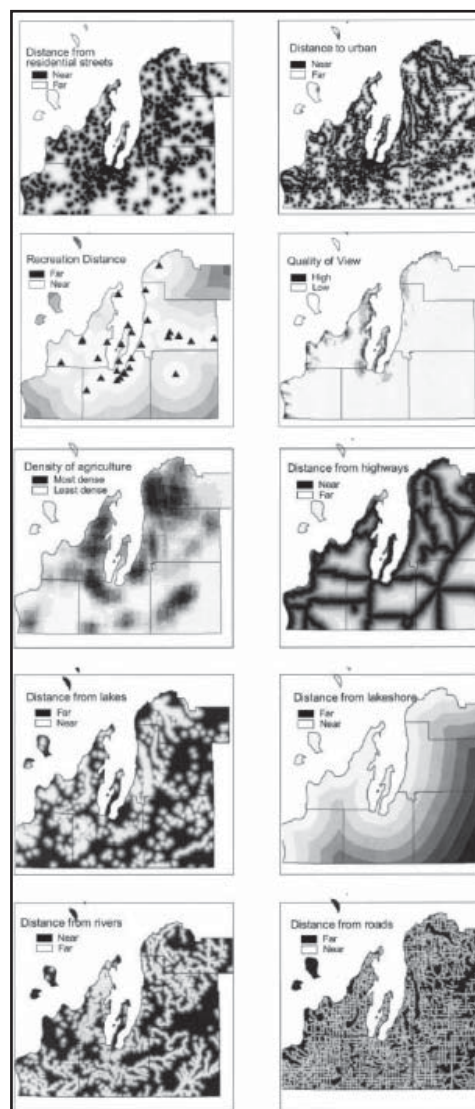 Distance from
residential streets
Near
Far
Distance to urban
Near
Far
Recreation Distance
Far
Near
Quality of View
High
Low
Density of agriculture
Most dense
Least dense
Distance from highways
Near
Far
Distance from lakes
Far
Near
Distance from lakeshore
Far
Near
Distance from rivers
Near
Far
Distance from roads
Far
Near